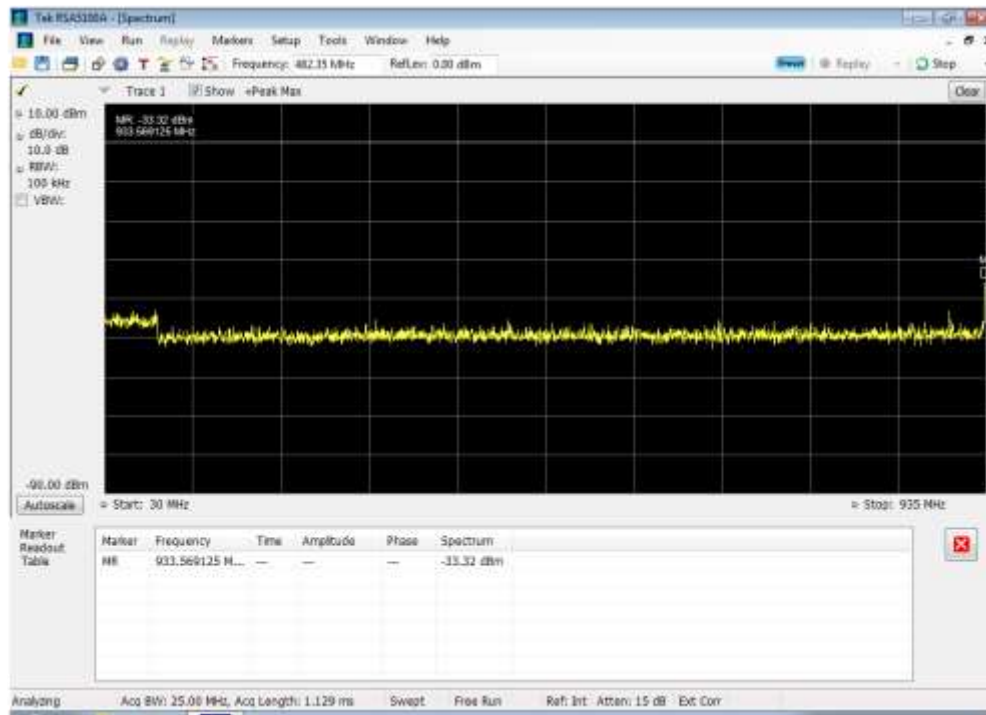 Tek RSA5100A - [Spectrum]
File View Run Replay Markers Setup Tools Window Help
T Frequency: 482.35 MHz RefLev: 0.00 dBm Preset Replay Stop
Trace 1 Show +Peak Max Clear
10.00 dBm
dB/div:
10.0 dB
RBW:
100 kHz
VBW:
MR: -33.32 dBm
933.569125 MHz
M
-90.00 dBm
Autoscale Start: 30 MHz Stop: 935 MHz
Marker
Readout
Table
Marker Frequency Time Amplitude Phase Spectrum
MR 933.569125 M... --- --- --- -33.32 dBm
Analyzing Acq BW: 25.00 MHz, Acq Length: 1.129 ms Swept Free Run Ref: Int Atten: 15 dB Ext Corr